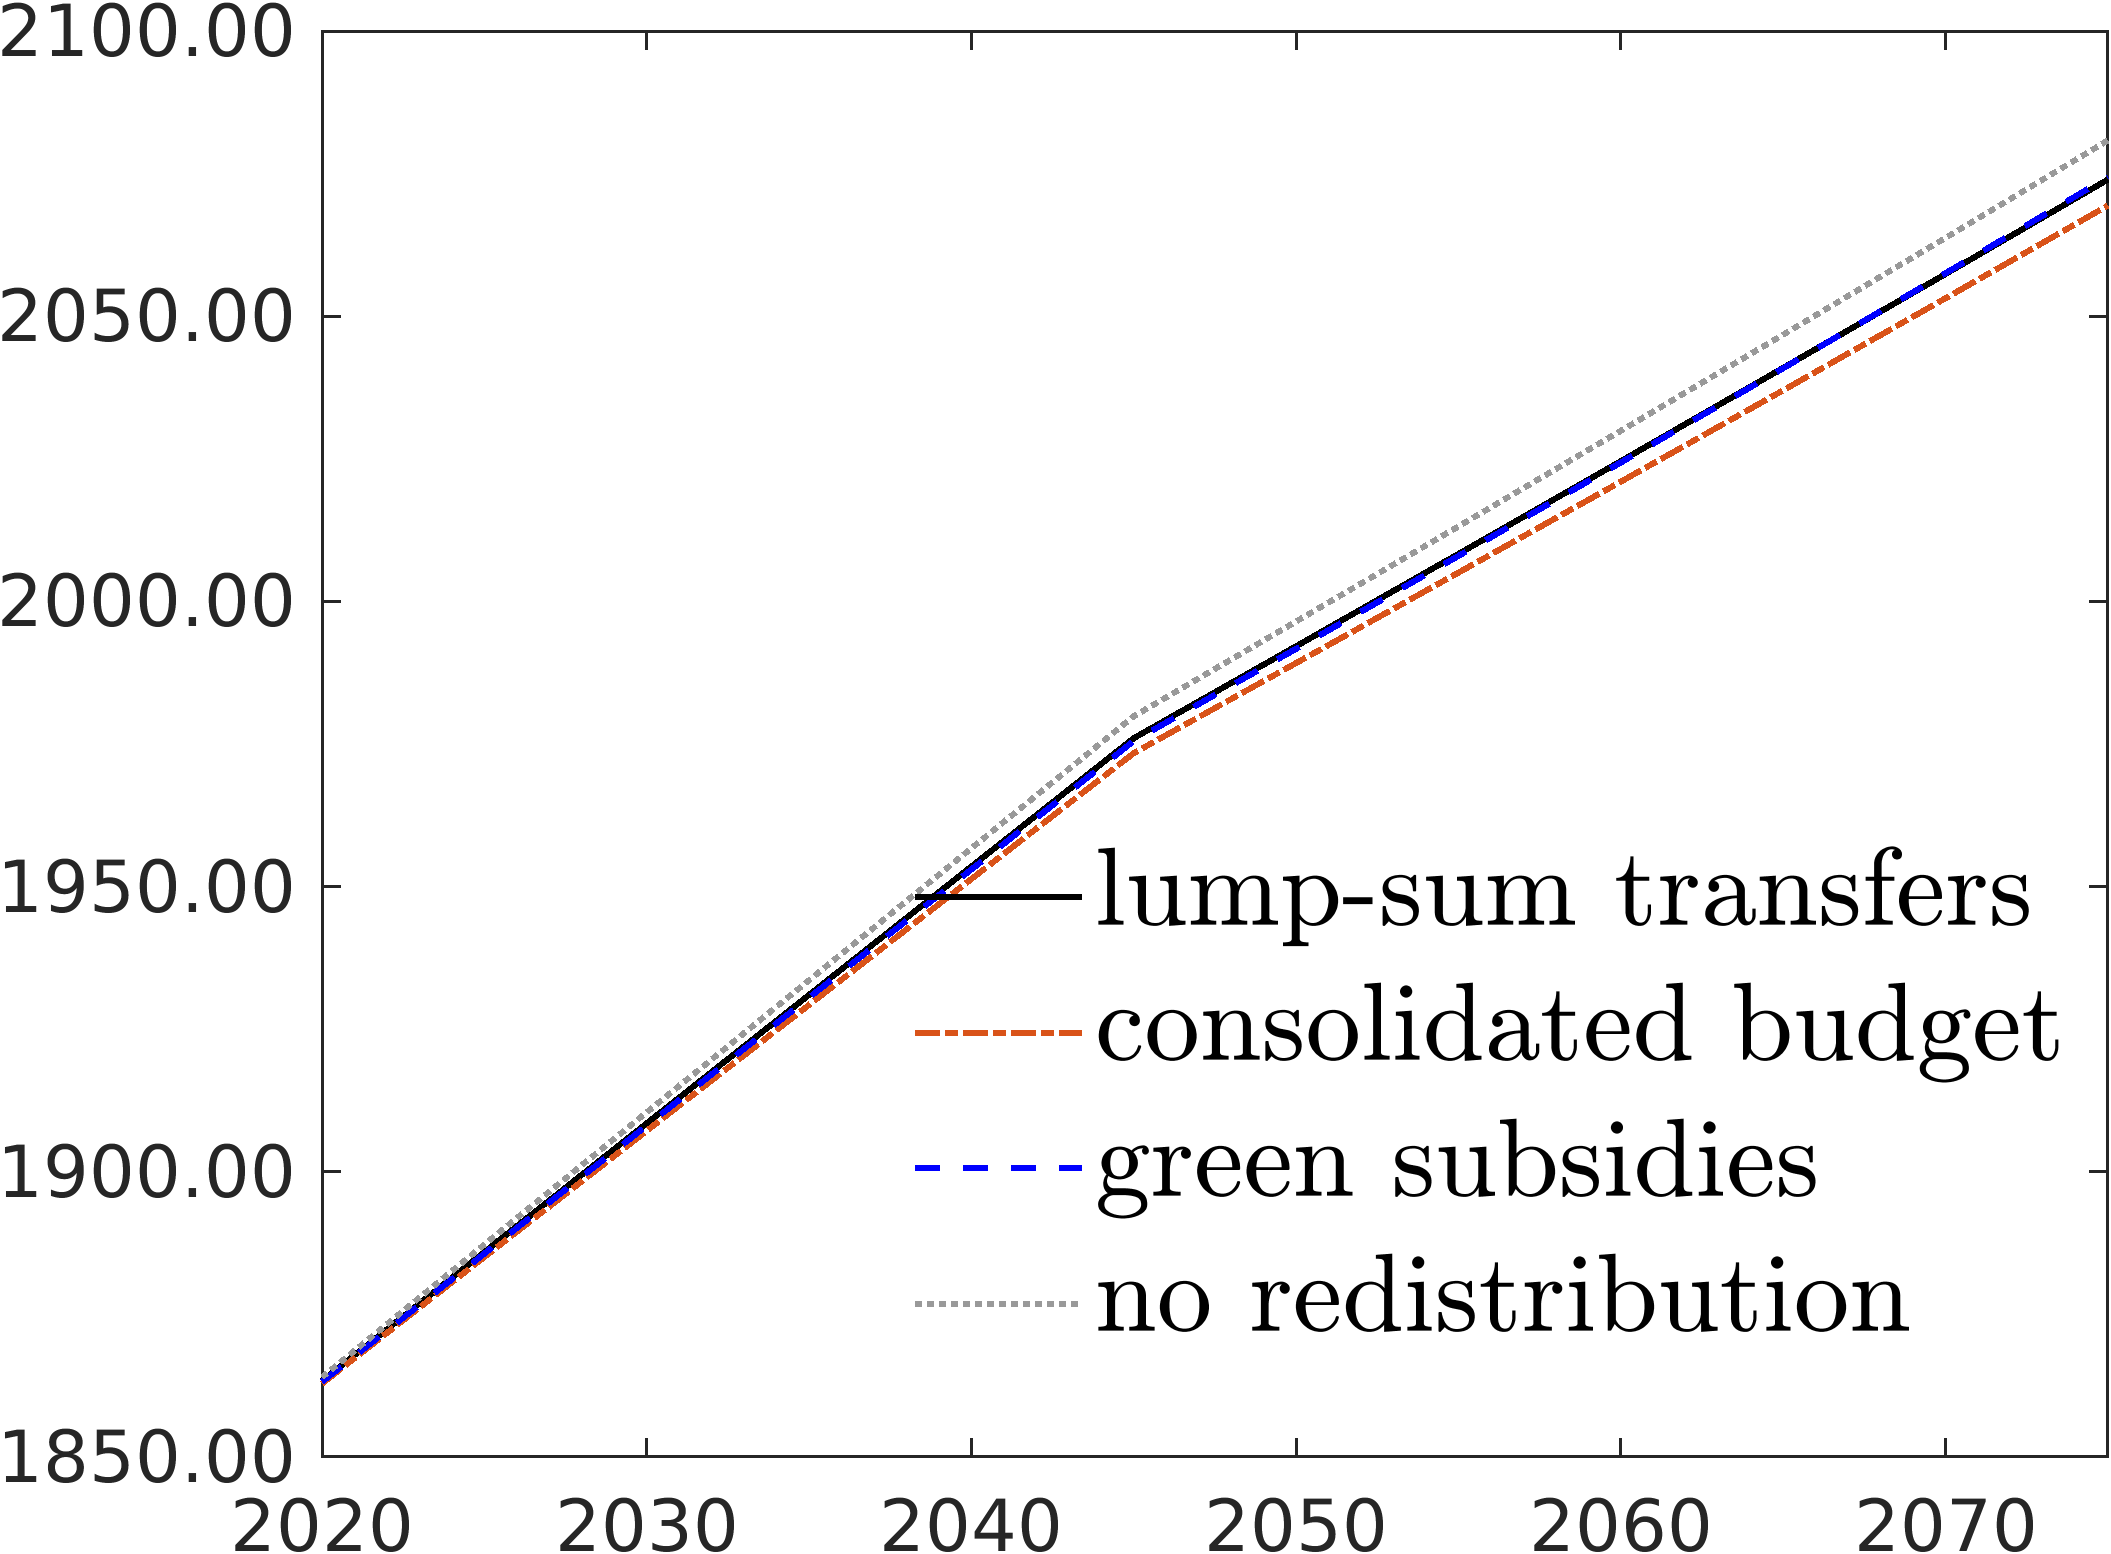 2100.00
2050.00
2000.00
1950.00
1900.00
1850.00
2020 2030 2040 2050 2060 2070
lump-sum transfers
consolidated budget
green subsidies
no redistribution